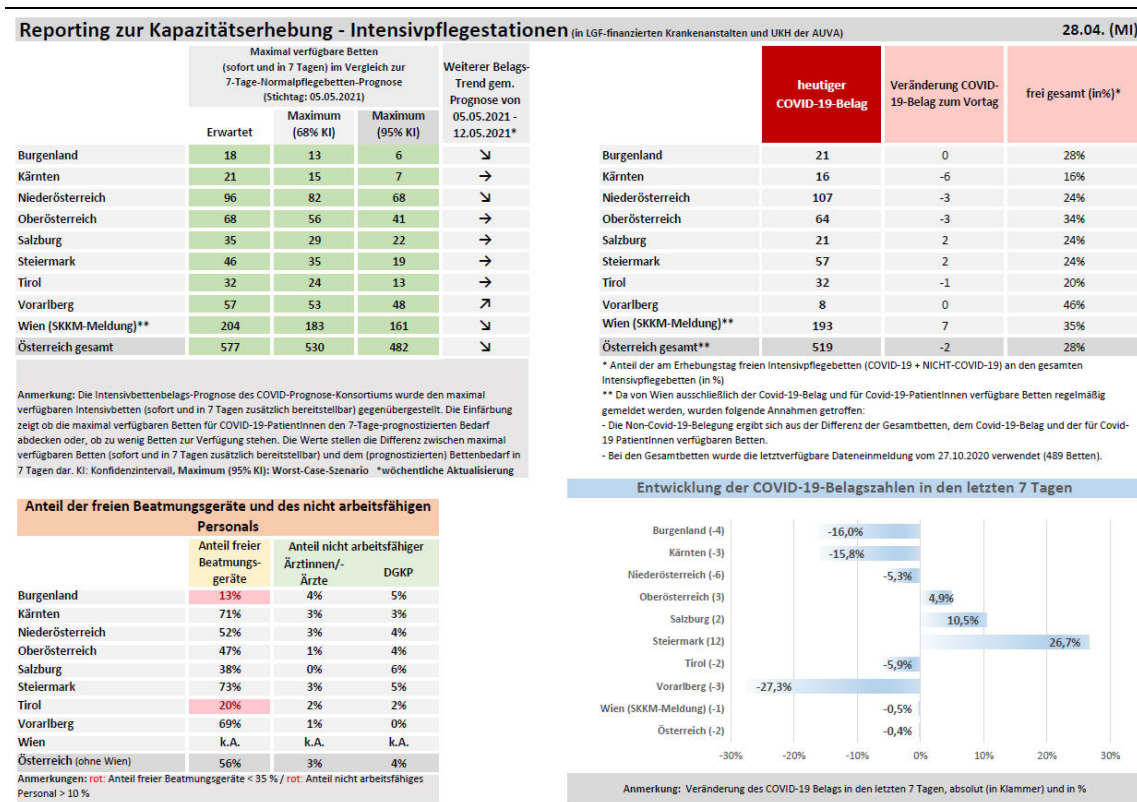 Reporting zur Kapazitätserhebung - Intensivpflegestationen (in LGF-finanzierten Krankenanstalten und UKH der AUVA) 28.04. (MI)
Maximal verfügbare Betten
(sofort und in 7 Tagen) im Vergleich zur
7-Tage-Normalpflegebetten-Prognose
(Stichtag: 05.05.2021)
Weiterer Belags-
Trend gem.
Prognose von
05.05.2021 -
12.05.2021*
Erwartet
Maximum
(68% KI)
Maximum
(95% KI)
Burgenland 18 13 6 ↘
Kärnten 21 15 7 →
Niederösterreich 96 82 68 ↘
Oberösterreich 68 56 41 →
Salzburg 35 29 22 →
Steiermark 46 35 19 →
Tirol 32 24 13 →
Vorarlberg 57 53 48 ↗
Wien (SKKM-Meldung)** 204 183 161 ↘
Österreich gesamt 577 530 482 ↘
Anmerkung: Die Intensivbettenbelags-Prognose des COVID-Prognose-Konsortiums wurde den maximal
verfügbaren Intensivbetten (sofort und in 7 Tagen zusätzlich bereitstellbar) gegenübergestellt. Die Einfärbung
zeigt ob die maximal verfügbaren Betten für COVID-PatientInnen den 7-Tage-prognostizierten Bedarf
abdecken oder, ob zu wenig Betten zur Verfügung stehen. Die Werte stellen die Differenz zwischen maximal
verfügbaren Betten (sofort und in 7 Tagen zusätzlich bereitstellbar) und dem (prognostizierten) Bettenbedarf in
7 Tagen dar. KI: Konfidenzintervall, Maximum (95% KI): Worst-Case-Szenario *wöchentliche Aktualisierung
heutiger
COVID-19-Belag
Veränderung COVID-
19-Belag zum Vortag
frei gesamt (in%)*
Burgenland 21 0 28%
Kärnten 16 -6 16%
Niederösterreich 107 -3 24%
Oberösterreich 64 -3 34%
Salzburg 21 2 24%
Steiermark 57 2 24%
Tirol 32 -1 20%
Vorarlberg 8 0 46%
Wien (SKKM-Meldung)** 193 7 35%
Österreich gesamt** 519 -2 28%
* Anteil der am Erhebungstag freien Intensivpflegebetten (COVID-19 + NICHT-COVID-19) an den gesamten
Intensivpflegebetten (in %)
** Da von Wien ausschließlich der Covid-19-Belag und für Covid-19-PatientInnen verfügbare Betten regelmäßig
gemeldet werden, wurden folgende Annahmen getroffen:
- Die Non-Covid-19-Belegung ergibt sich aus der Differenz der Gesamtbetten, dem Covid-19-Belag und der für Covid-
19 PatientInnen verfügbaren Betten.
- Bei den Gesamtbetten wurde die letztverfügbare Dateneinmeldung vom 27.10.2020 verwendet (489 Betten).
Anteil der freien Beatmungsgeräte und des nicht arbeitsfähigen
Personals
Anteil freier
Beatmungs-
geräte
Anteil nicht arbeitsfähiger
Ärztinnen/-
Ärzte
DGKP
Burgenland 13% 4% 5%
Kärnten 71% 3% 3%
Niederösterreich 52% 3% 4%
Oberösterreich 47% 1% 4%
Salzburg 38% 0% 6%
Steiermark 73% 3% 5%
Tirol 20% 2% 2%
Vorarlberg 69% 1% 0%
Wien k.A. k.A. k.A.
Österreich (ohne Wien) 56% 3% 4%
Anmerkungen: rot: Anteil freier Beatmungsgeräte < 35 % / rot: Anteil nicht arbeitsfähiges
Personal > 10 %
Entwicklung der COVID-19-Belagszahlen in den letzten 7 Tagen
Burgenland (-4) -16,0%
Kärnten (-3) -15,8%
Niederösterreich (-6) -5,3%
Oberösterreich (3) 4,9%
Salzburg (2) 10,5%
Steiermark (12) 26,7%
Tirol (-2) -5,9%
Vorarlberg (-3) -27,3%
Wien (SKKM-Meldung) (-1) -0,5%
Österreich (-2) -0,4%
-30% -20% -10% 0% 10% 20% 30%
Anmerkung: Veränderung des COVID-19 Belags in den letzten 7 Tagen, absolut (in Klammer) und in %